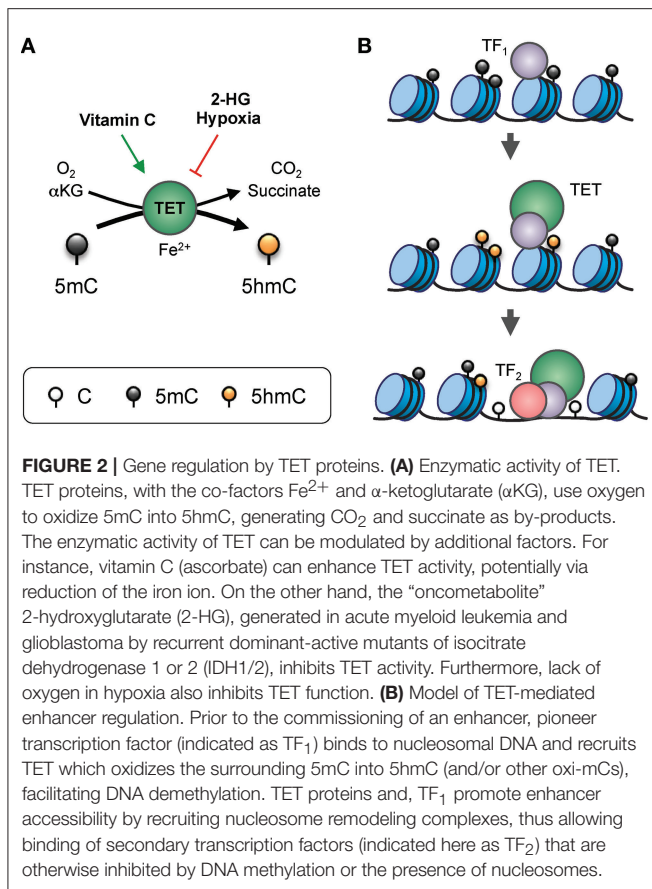 A
Vitamin C
2-HG
Hypoxia
O₂
αKG
CO₂
Succinate
TET
Fe²⁺
5mC
5hmC
C 5mC 5hmC
B
TF₁
TET
TF₂
FIGURE 2 | Gene regulation by TET proteins. (A) Enzymatic activity of TET.
TET proteins, with the co-factors Fe²⁺ and α-ketoglutarate (αKG), use oxygen
to oxidize 5mC into 5hmC, generating CO₂ and succinate as by-products.
The enzymatic activity of TET can be modulated by additional factors. For
instance, vitamin C (ascorbate) can enhance TET activity, potentially via
reduction of the iron ion. On the other hand, the “oncometabolite”
2-hydroxyglutarate (2-HG), generated in acute myeloid leukemia and
glioblastoma by recurrent dominant-active mutants of isocitrate
dehydrogenase 1 or 2 (IDH1/2), inhibits TET activity. Furthermore, lack of
oxygen in hypoxia also inhibits TET function. (B) Model of TET-mediated
enhancer regulation. Prior to the commissioning of an enhancer, pioneer
transcription factor (indicated as TF₁) binds to nucleosomal DNA and recruits
TET which oxidizes the surrounding 5mC into 5hmC (and/or other oxi-mCs),
facilitating DNA demethylation. TET proteins and, TF₁ promote enhancer
accessibility by recruiting nucleosome remodeling complexes, thus allowing
binding of secondary transcription factors (indicated here as TF₂) that are
otherwise inhibited by DNA methylation or the presence of nucleosomes.